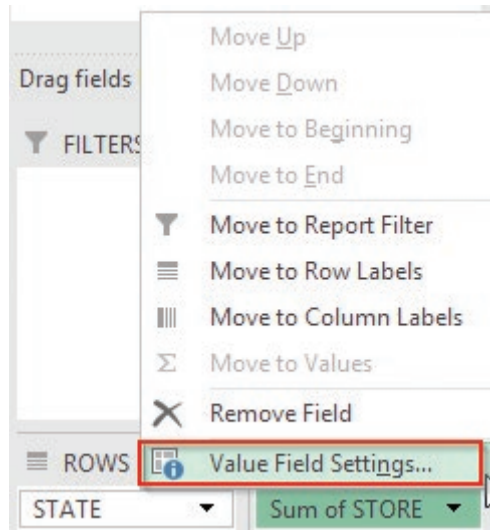 Move Up
Drag fields
Move Down
FILTERS
Move to Beginning
Move to End
Move to Report Filter
Move to Row Labels
Move to Column Labels
Σ Move to Values
Remove Field
ROWS
Value Field Settings...
STATE
Sum of STORE